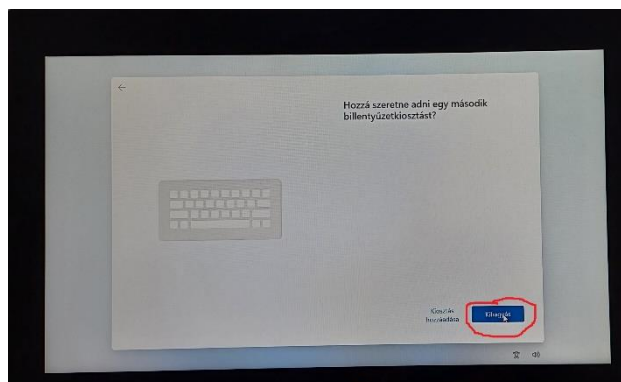 Hozzá szeretne adni egy második
billentyűzetkiosztást?
Kiosztás
hozzáadása
Kihagyás